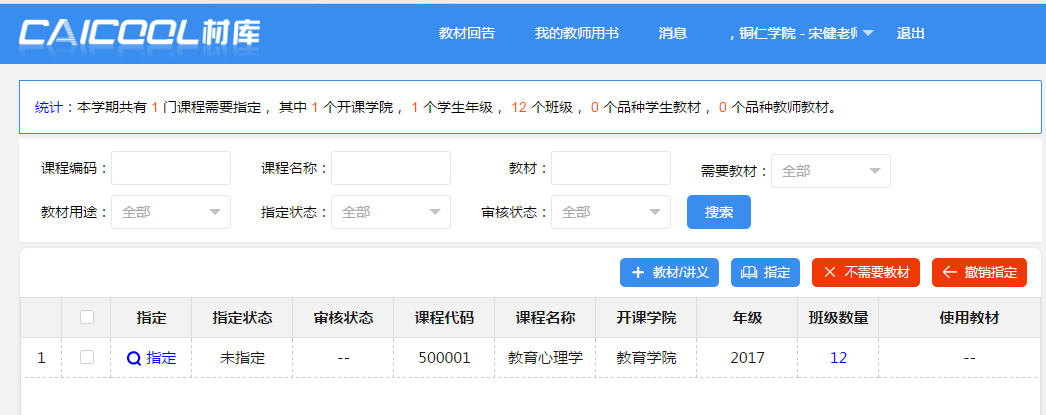 CAICOOL材库 教材回告 我的教师用书 消息 ，铜仁学院 - 宋健老师 退出
统计：本学期共有 1 门课程需要指定， 其中 1 个开课学院， 1 个学生年级， 12 个班级， 0 个品种学生教材， 0 个品种教师教材。
课程编码： 课程名称： 教材： 需要教材： 全部
教材用途： 全部 指定状态： 全部 审核状态： 全部 搜索
教材/讲义 指定 不需要教材 撤销指定
指定 指定状态 审核状态 课程代码 课程名称 开课学院 年级 班级数量 使用教材
1 指定 未指定 -- 500001 教育心理学 教育学院 2017 12 --